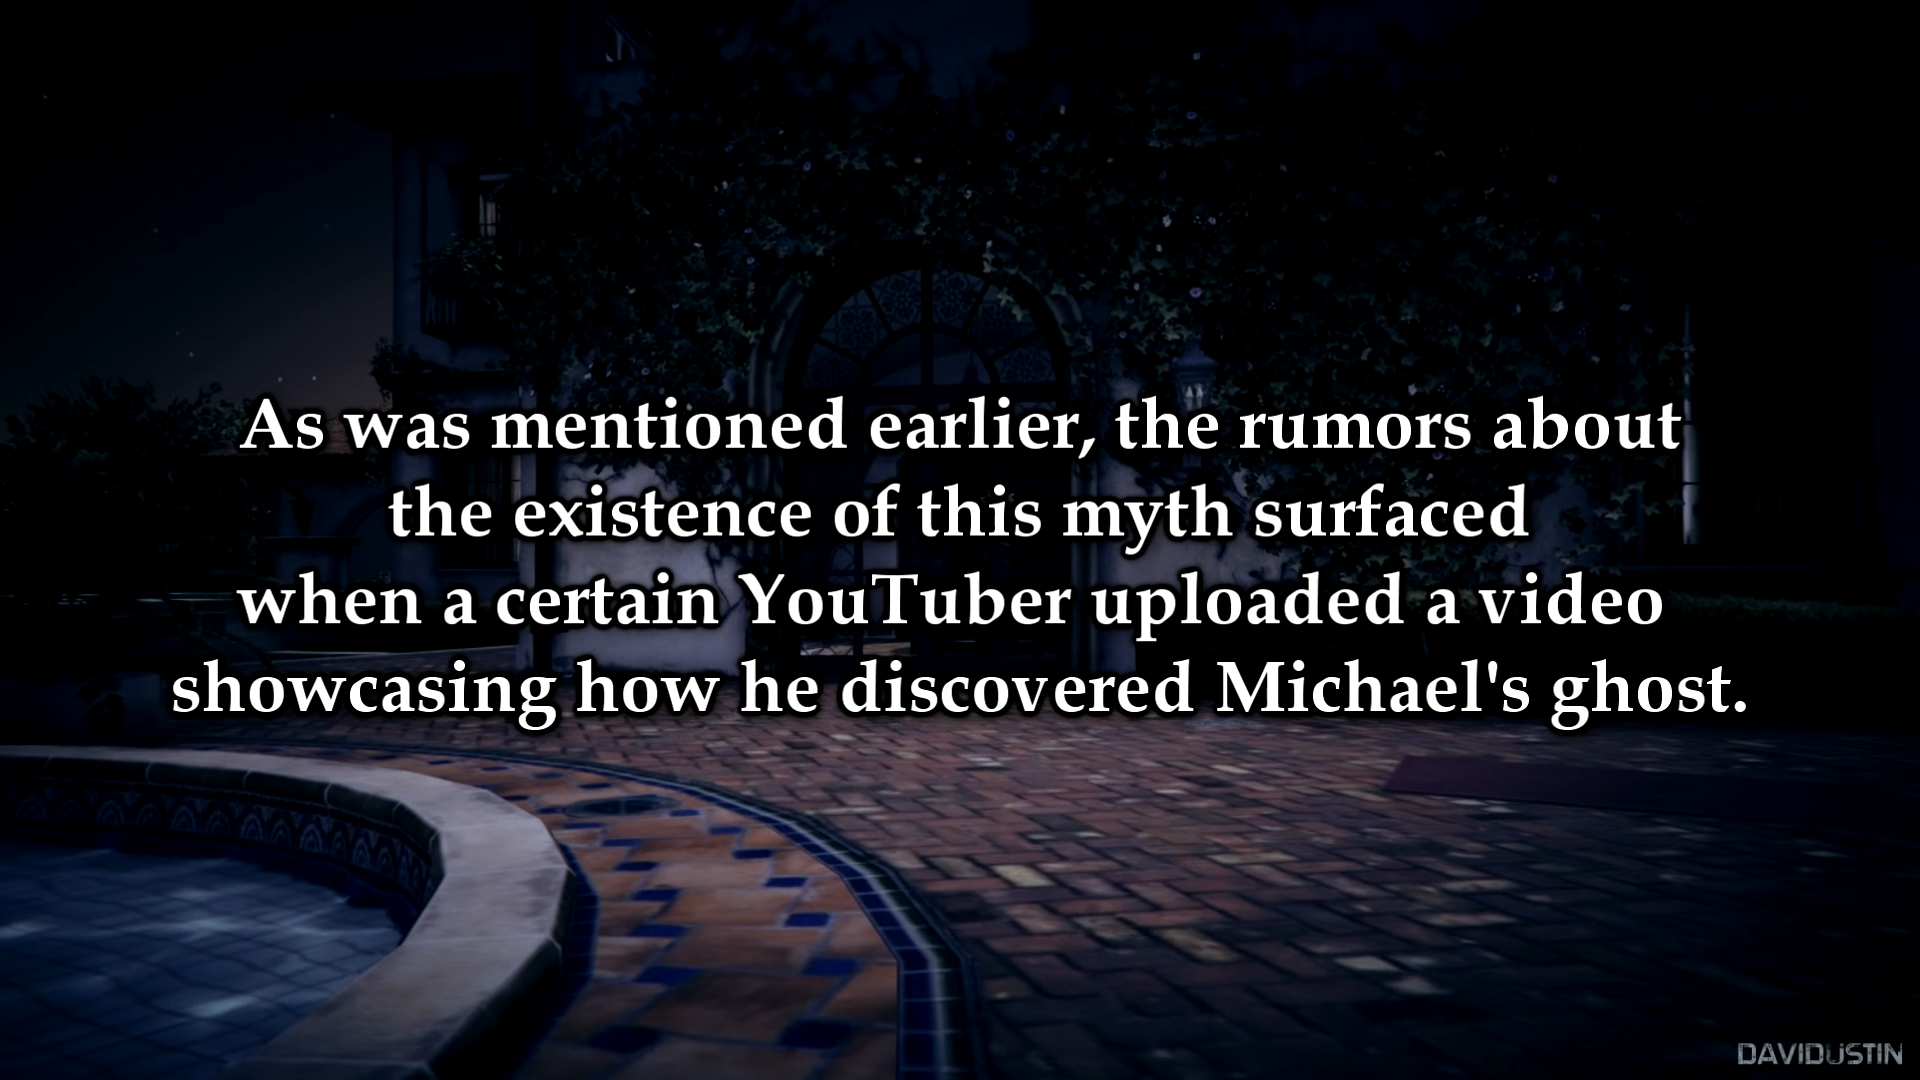 As was mentioned earlier, the rumors about
the existence of this myth surfaced
when a certain YouTuber uploaded a video
showcasing how he discovered Michael's ghost.
DAVIDUSTIN